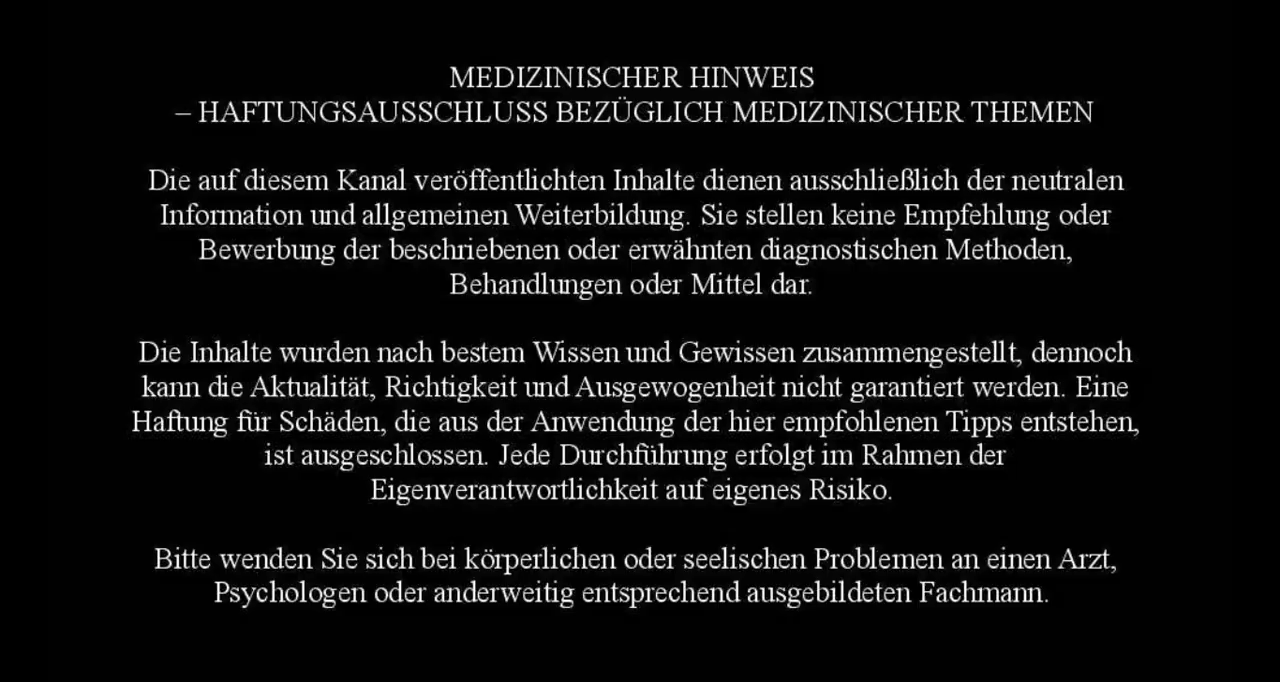 MEDIZINISCHER HINWEIS
– HAFTUNGSAUSSCHLUSS BEZÜGLICH MEDIZINISCHER THEMEN
Die auf diesem Kanal veröffentlichten Inhalte dienen ausschließlich der neutralen
Information und allgemeinen Weiterbildung. Sie stellen keine Empfehlung oder
Bewerbung der beschriebenen oder erwähnten diagnostischen Methoden,
Behandlungen oder Mittel dar.
Die Inhalte wurden nach bestem Wissen und Gewissen zusammengestellt, dennoch
kann die Aktualität, Richtigkeit und Ausgewogenheit nicht garantiert werden. Eine
Haftung für Schäden, die aus der Anwendung der hier empfohlenen Tipps entstehen,
ist ausgeschlossen. Jede Durchführung erfolgt im Rahmen der
Eigenverantwortlichkeit auf eigenes Risiko.
Bitte wenden Sie sich bei körperlichen oder seelischen Problemen an einen Arzt,
Psychologen oder anderweitig entsprechend ausgebildeten Fachmann.